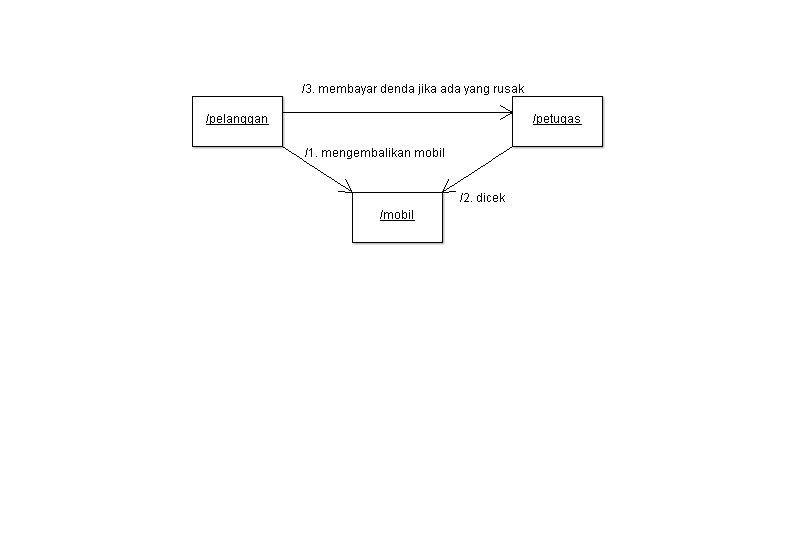 /3. membayar denda jika ada yang rusak
/pelanggan
/petugas
/1. mengembalikan mobil
/2. dicek
/mobil